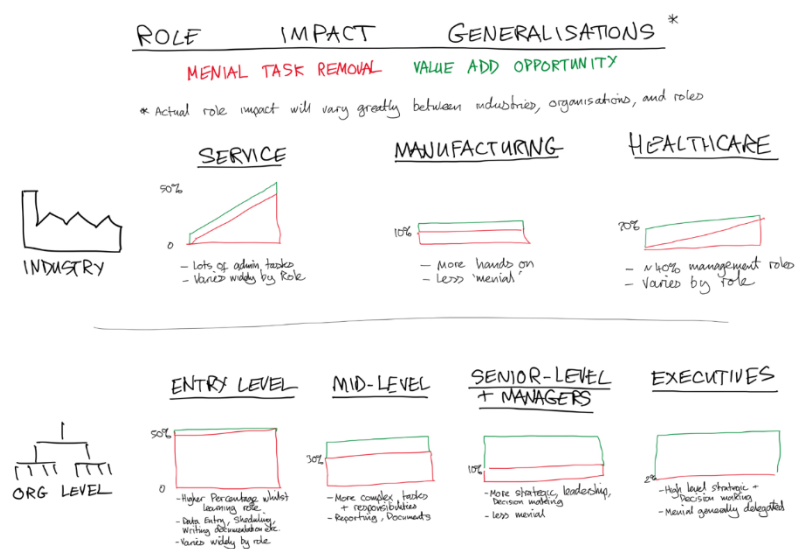 ROLE IMPACT GENERALISATIONS *
MENIAL TASK REMOVAL VALUE ADD OPPORTUNITY
* Actual role impact will vary greatly between industries, organisations, and roles
INDUSTRY
SERVICE
50%
0
- Lots of admin tasks
- Varies widely by Role
MANUFACTURING
10%
- More hands on
- Less 'menial'
HEALTHCARE
20%
- ~40% management roles
- Varies by role
ORG LEVEL
ENTRY LEVEL
50%
0
- Higher Percentage whilst
learning role
- Data Entry, Scheduling,
Writing documentation etc
- Varies widely by role
MID-LEVEL
30%
- More complex, tasks
+ responsibilities
- Reporting, Documents
SENIOR-LEVEL
+ MANAGERS
10%
- More strategic, leadership,
Decision making
- Less menial
EXECUTIVES
2%
- High level strategic +
Decision making
- Menial generally delegated